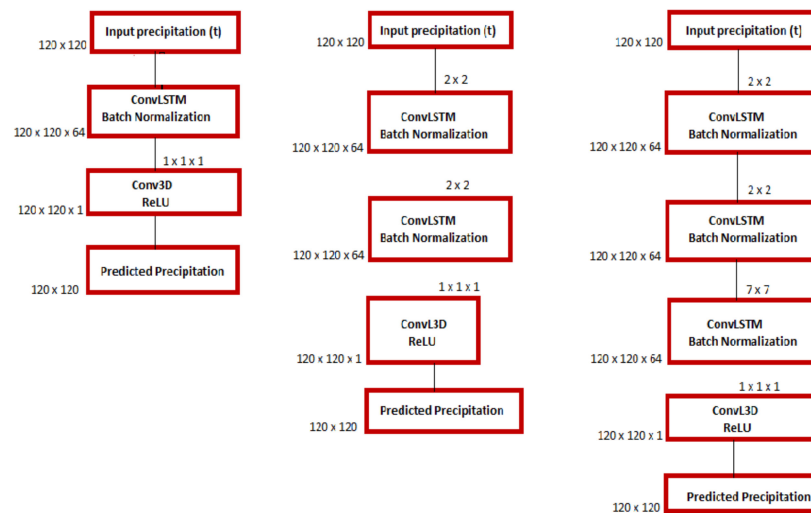 Input precipitation (t)
120 x 120
ConvLSTM
Batch Normalization
120 x 120 x 64
1 x 1 x 1
Conv3D
ReLU
120 x 120 x 1
Predicted Precipitation
120 x 120
Input precipitation (t)
120 x 120
2 x 2
ConvLSTM
Batch Normalization
120 x 120 x 64
2 x 2
ConvLSTM
Batch Normalization
120 x 120 x 64
1 x 1 x 1
ConvL3D
ReLU
120 x 120 x 1
Predicted Precipitation
120 x 120
Input precipitation (t)
120 x 120
2 x 2
ConvLSTM
Batch Normalization
120 x 120 x 64
2 x 2
ConvLSTM
Batch Normalization
120 x 120 x 64
7 x 7
ConvLSTM
Batch Normalization
120 x 120 x 64
1 x 1 x 1
ConvL3D
ReLU
120 x 120 x 1
Predicted Precipitation
120 x 120